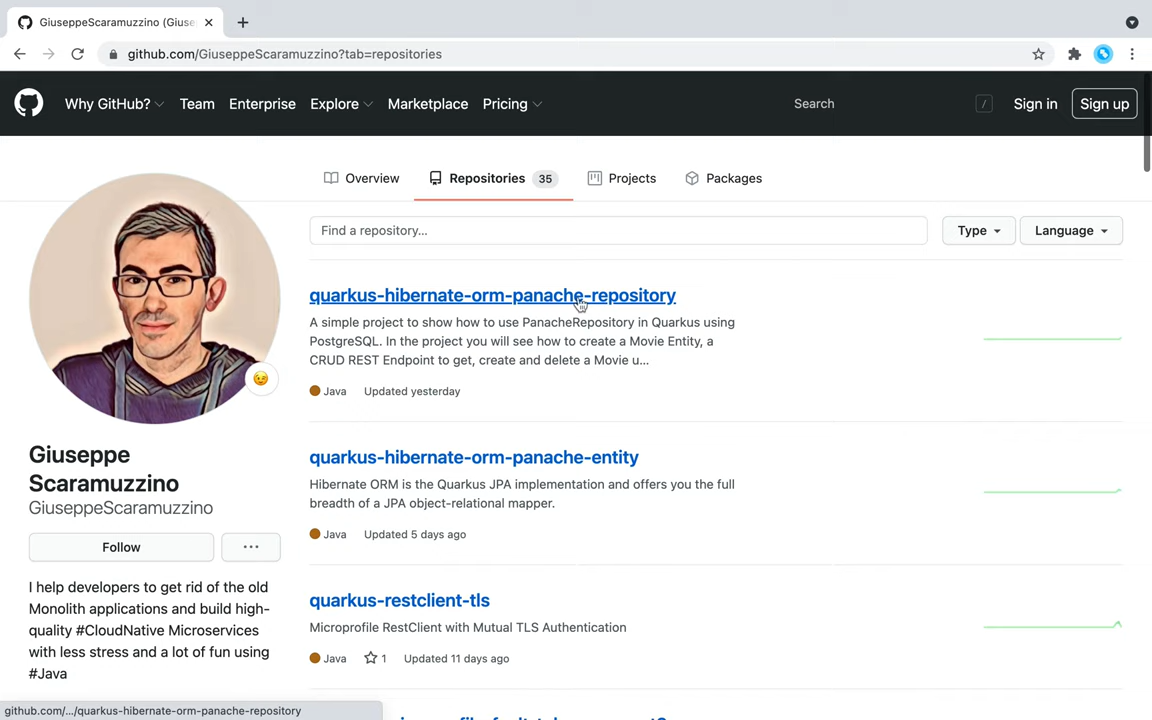 GiuseppeScaramuzzino (Giuse
github.com/GiuseppeScaramuzzino?tab=repositories
Why GitHub? Team Enterprise Explore Marketplace Pricing Search / Sign in Sign up
Overview Repositories 35 Projects Packages
Find a repository... Type Language
quarkus-hibernate-orm-panache-repository
A simple project to show how to use PanacheRepository in Quarkus using
PostgreSQL. In the project you will see how to create a Movie Entity, a
CRUD REST Endpoint to get, create and delete a Movie u...
Java Updated yesterday
quarkus-hibernate-orm-panache-entity
Hibernate ORM is the Quarkus JPA implementation and offers you the full
breadth of a JPA object-relational mapper.
Java Updated 5 days ago
quarkus-restclient-tls
Microprofile RestClient with Mutual TLS Authentication
Java 1 Updated 11 days ago
Giuseppe
Scaramuzzino
GiuseppeScaramuzzino
Follow ...
I help developers to get rid of the old
Monolith applications and build high-
quality #CloudNative Microservices
with less stress and a lot of fun using
#Java
github.com/.../quarkus-hibernate-orm-panache-repository